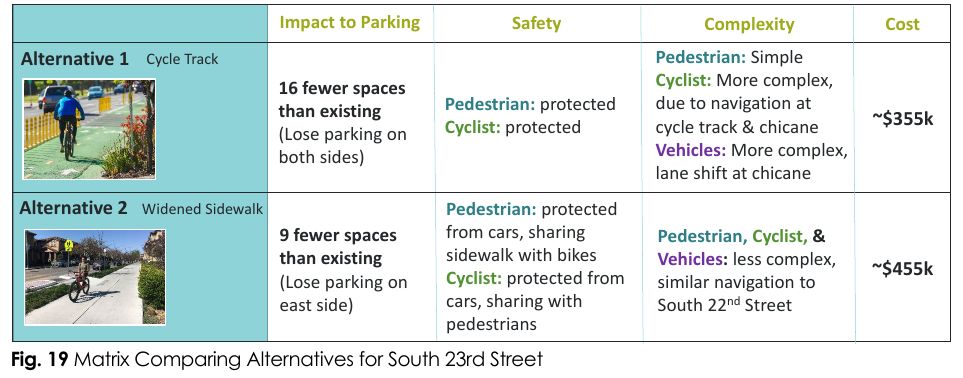 Impact to Parking
Safety
Complexity
Cost
Alternative 1 Cycle Track
16 fewer spaces
than existing
(Lose parking on
both sides)
Pedestrian: protected
Cyclist: protected
Pedestrian: Simple
Cyclist: More complex,
due to navigation at
cycle track & chicane
Vehicles: More complex,
lane shift at chicane
~$355k
Alternative 2 Widened Sidewalk
9 fewer spaces
than existing
(Lose parking on
east side)
Pedestrian: protected
from cars, sharing
sidewalk with bikes
Cyclist: protected from
cars, sharing with
pedestrians
Pedestrian, Cyclist, &
Vehicles: less complex,
similar navigation to
South 22nd Street
~$455k
Fig. 19 Matrix Comparing Alternatives for South 23rd Street